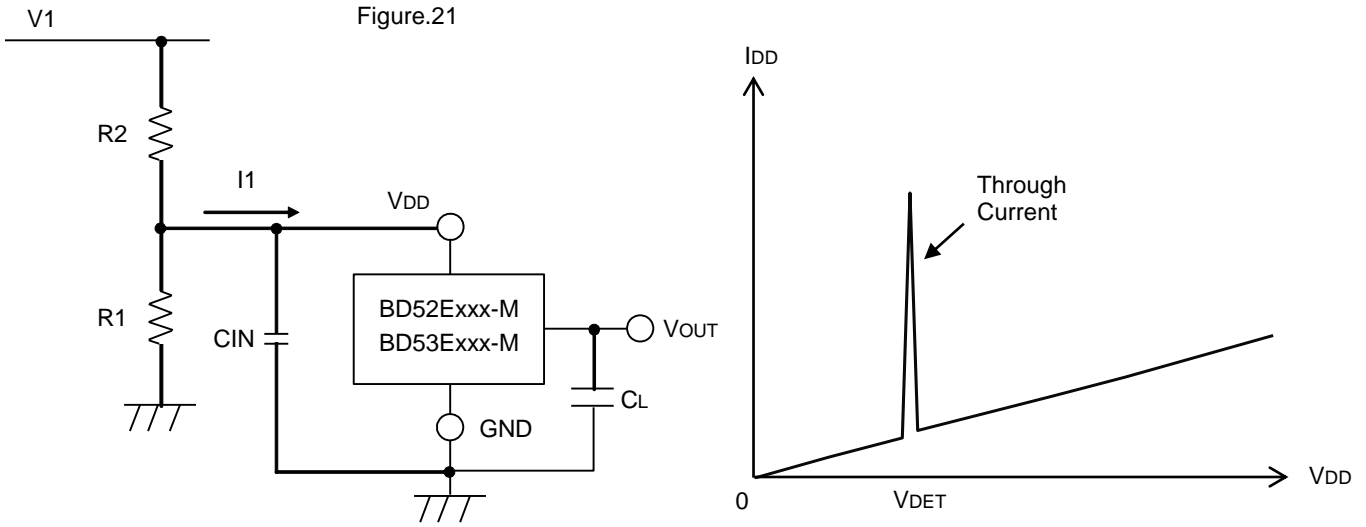 V1
Figure.21
R2
I1
VDD
R1
CIN
BD52Exxx-M
BD53Exxx-M
VOUT
CL
GND
IDD
Through
Current
0
VDET
VDD